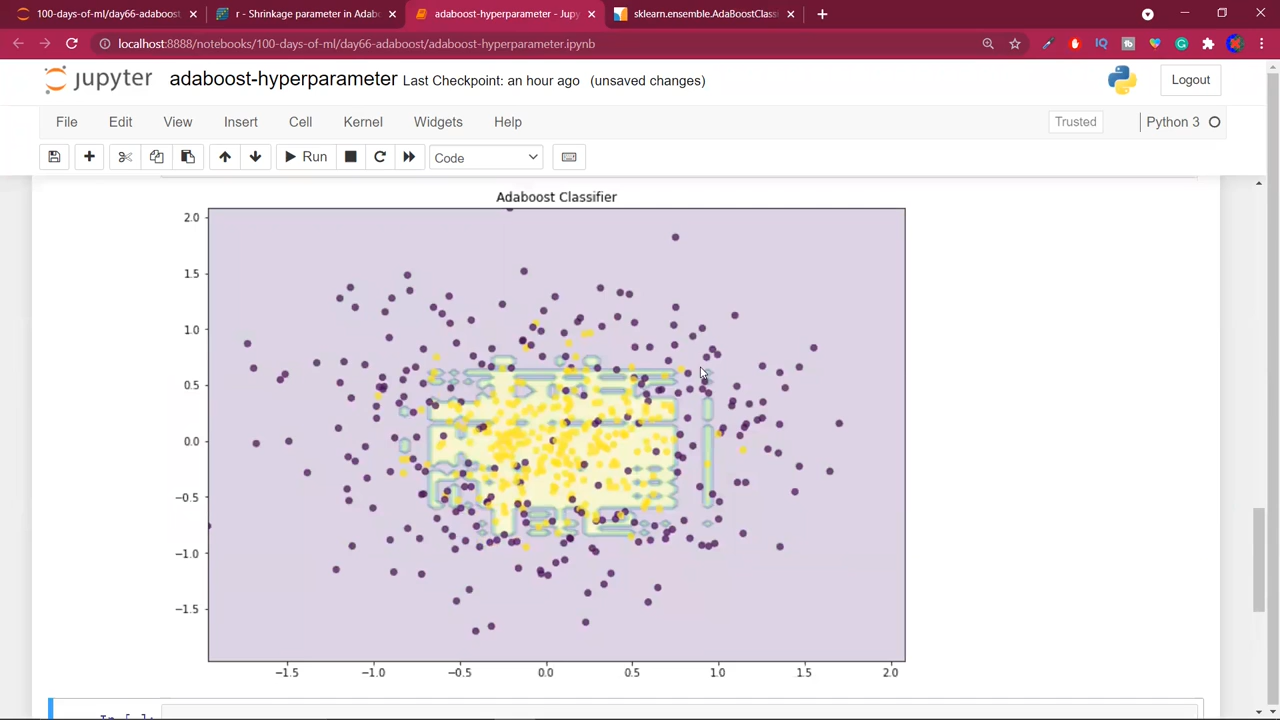 100-days-of-ml/day66-adaboost/
r - Shrinkage parameter in Adab
adaboost-hyperparameter - Jupy
sklearn.ensemble.AdaBoostClass
localhost:8888/notebooks/100-days-of-ml/day66-adaboost/adaboost-hyperparameter.ipynb
jupyter adaboost-hyperparameter Last Checkpoint: an hour ago (unsaved changes) Logout
File Edit View Insert Cell Kernel Widgets Help Trusted Python 3
Run Code
Adaboost Classifier
2.0
1.5
1.0
0.5
0.0
−0.5
−1.0
−1.5
−1.5 −1.0 −0.5 0.0 0.5 1.0 1.5 2.0
In [ ]: